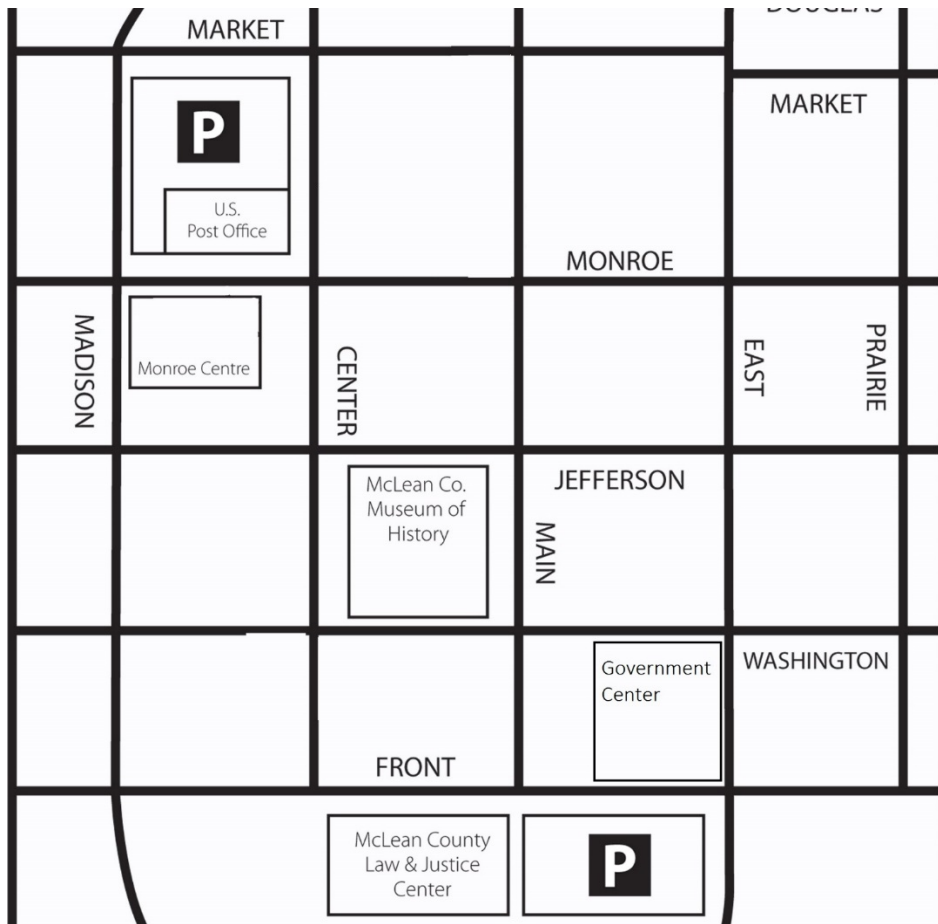 DOUGLAS
MARKET
MARKET
P
U.S.
Post Office
MONROE
MADISON
Monroe Centre
CENTER
EAST
PRAIRIE
McLean Co.
Museum of
History
JEFFERSON
MAIN
Government
Center
WASHINGTON
FRONT
McLean County
Law & Justice
Center
P